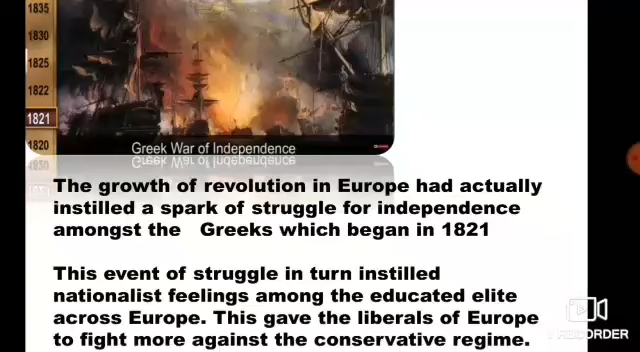 1835
1830
1825
1822
1821
1820
Greek War of Independence
The growth of revolution in Europe had actually
instilled a spark of struggle for independence
amongst the Greeks which began in 1821
This event of struggle in turn instilled
nationalist feelings among the educated elite
across Europe. This gave the liberals of Europe
to fight more against the conservative regime.
RECORDER